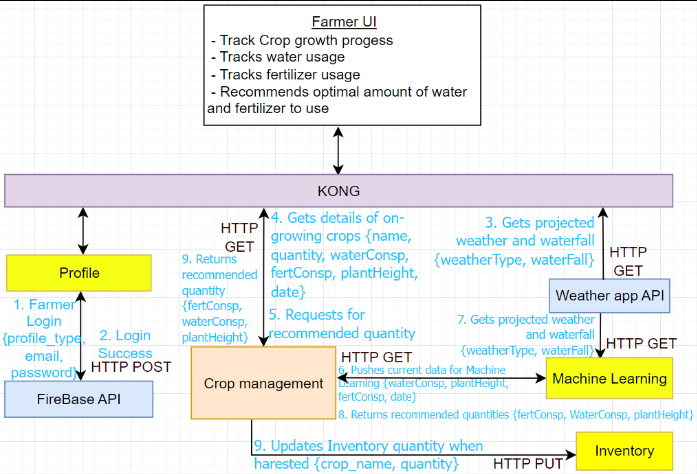 Farmer UI
- Track Crop growth progess
- Tracks water usage
- Tracks fertilizer usage
- Recommends optimal amount of water
and fertilizer to use
KONG
Profile
1. Farmer
Login
{profile_type,
email,
password}
2. Login
Success
HTTP POST
FireBase API
HTTP
GET
9. Returns
recommended
quantity
{fertConsp,
waterConsp,
plantHeight}
4. Gets details of on-
growing crops {name,
quantity, waterConsp,
fertConsp, plantHeight,
date}
5. Requests for
recommended quantity
3. Gets projected
weather and waterfall
{weatherType, waterFall}
HTTP
GET
Weather app API
7. Gets projected weather
and waterfall
{weatherType, waterFall}
HTTP GET
Crop management
HTTP GET
6. Pushes current data for Machine
Learning {waterConsp, plantHeight,
fertConsp, date}
Machine Learning
8. Returns recommended quantities {fertConsp, WaterConsp, plantHeight}
9. Updates Inventory quantity when
harested {crop_name, quantity}
HTTP PUT
Inventory